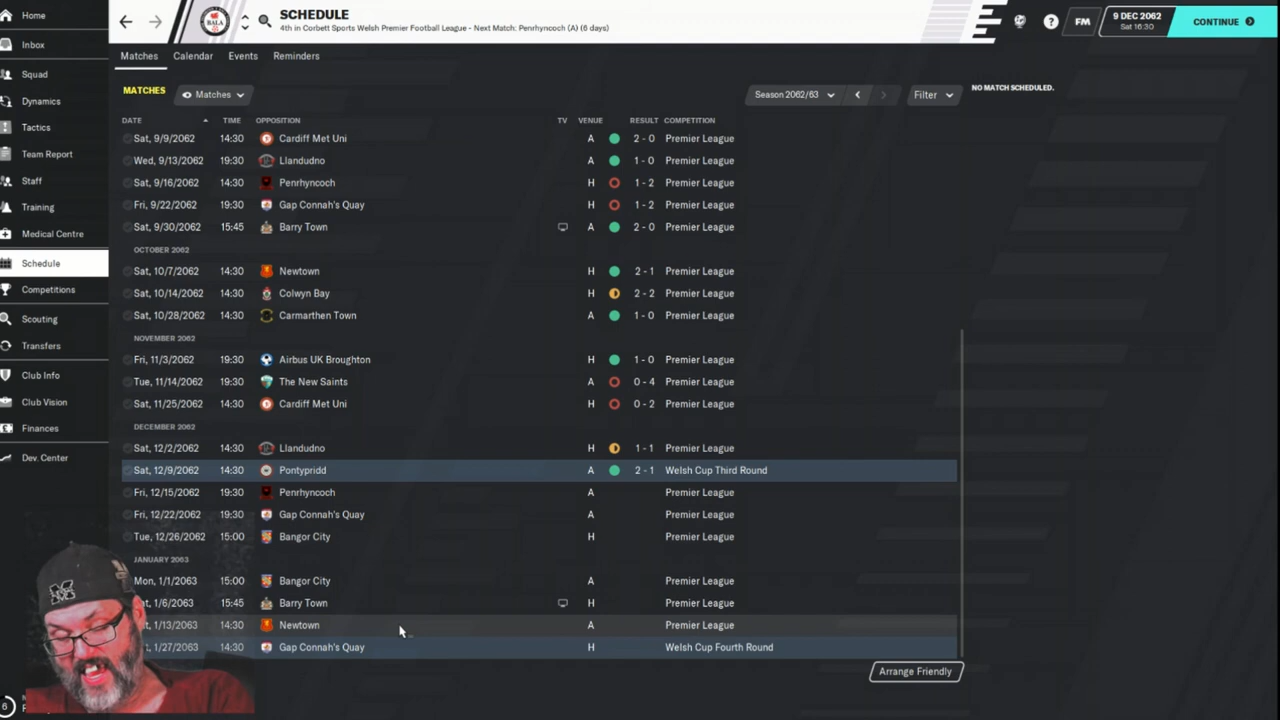 Home
Inbox
Squad
Dynamics
Tactics
Team Report
Staff
Training
Medical Centre
Schedule
Competitions
Scouting
Transfers
Club Info
Club Vision
Finances
Dev. Center
BALA
SCHEDULE
4th in Corbett Sports Welsh Premier Football League - Next Match: Penrhyncoch (A) (6 days)
FM
9 DEC 2062
Sat 16:30
CONTINUE
Matches Calendar Events Reminders
MATCHES Matches Season 2062/63 Filter
NO MATCH SCHEDULED.
DATE TIME OPPOSITION TV VENUE RESULT COMPETITION
Sat, 9/9/2062 14:30 Cardiff Met Uni A 2 - 0 Premier League
Wed, 9/13/2062 19:30 Llandudno A 1 - 0 Premier League
Sat, 9/16/2062 14:30 Penrhyncoch H 1 - 2 Premier League
Fri, 9/22/2062 19:30 Gap Connah's Quay H 1 - 2 Premier League
Sat, 9/30/2062 15:45 Barry Town A 2 - 0 Premier League
OCTOBER 2062
Sat, 10/7/2062 14:30 Newtown H 2 - 1 Premier League
Sat, 10/14/2062 14:30 Colwyn Bay H 2 - 2 Premier League
Sat, 10/28/2062 14:30 Carmarthen Town A 1 - 0 Premier League
NOVEMBER 2062
Fri, 11/3/2062 19:30 Airbus UK Broughton H 1 - 0 Premier League
Tue, 11/14/2062 19:30 The New Saints A 0 - 4 Premier League
Sat, 11/25/2062 14:30 Cardiff Met Uni H 0 - 2 Premier League
DECEMBER 2062
Sat, 12/2/2062 14:30 Llandudno H 1 - 1 Premier League
Sat, 12/9/2062 14:30 Pontypridd A 2 - 1 Welsh Cup Third Round
Fri, 12/15/2062 19:30 Penrhyncoch A Premier League
Fri, 12/22/2062 19:30 Gap Connah's Quay A Premier League
Tue, 12/26/2062 15:00 Bangor City H Premier League
JANUARY 2063
Mon, 1/1/2063 15:00 Bangor City A Premier League
1/6/2063 15:45 Barry Town H Premier League
1/13/2063 14:30 Newtown A Premier League
1/27/2063 14:30 Gap Connah's Quay H Welsh Cup Fourth Round
Arrange Friendly
6